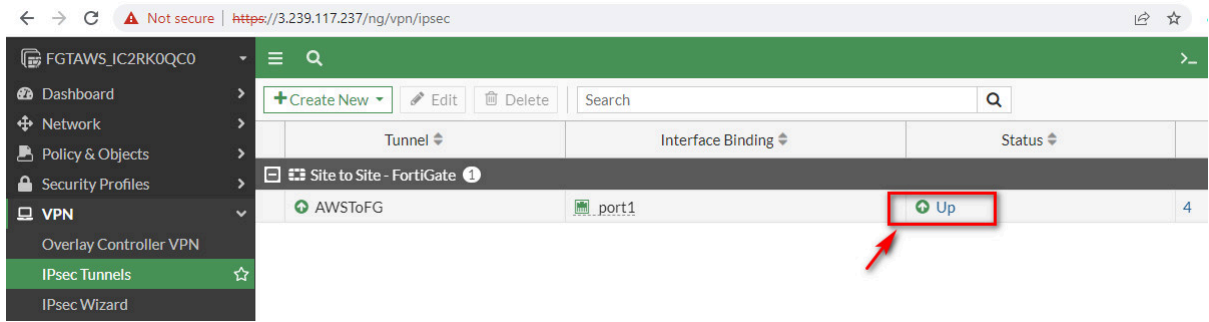 Not secure | https://3.239.117.237/ng/vpn/ipsec
FGTAWS_IC2RK0QC0
Dashboard
+Create New Edit Delete Search
Network
Tunnel Interface Binding Status
Policy & Objects
Security Profiles
Site to Site - FortiGate 1
VPN
AWSToFG port1 Up 4
Overlay Controller VPN
IPsec Tunnels
IPsec Wizard